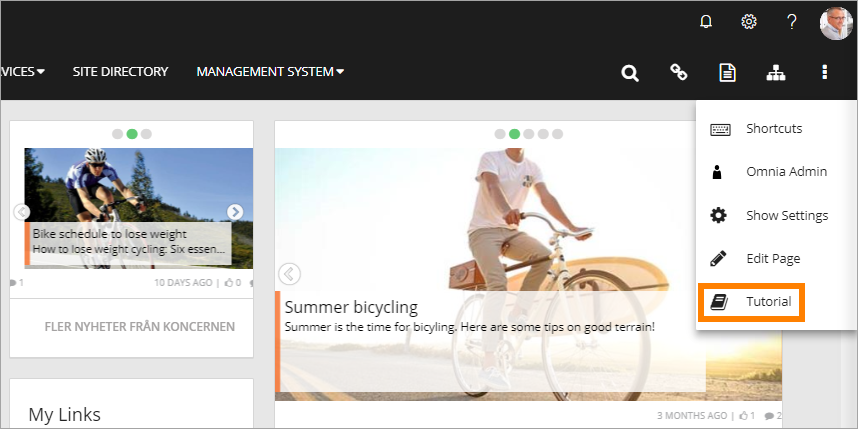 VICES
SITE DIRECTORY
MANAGEMENT SYSTEM
Shortcuts
Omnia Admin
Show Settings
Edit Page
Tutorial
Bike schedule to lose weight
How to lose weight cycling: Six essen...
1
10 DAYS AGO | 0
FLER NYHETER FRÅN KONCERNEN
My Links
Summer bicycling
Summer is the time for bicyling. Here are some tips on good terrain!
3 MONTHS AGO | 1 2